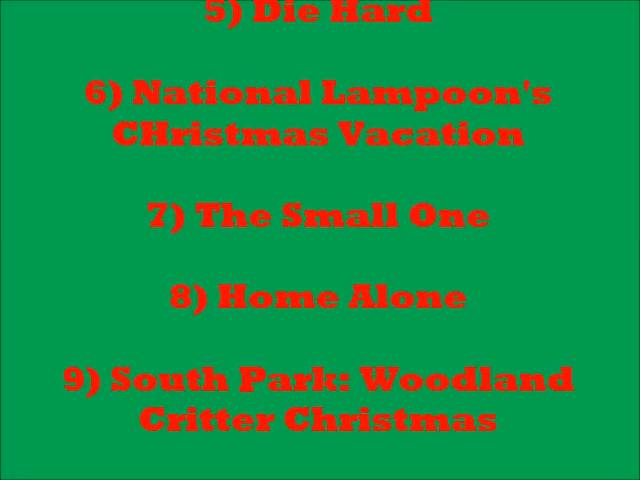 5) Die Hard
6) National Lampoon's
CHristmas Vacation
7) The Small One
8) Home Alone
9) South Park: Woodland
Critter Christmas